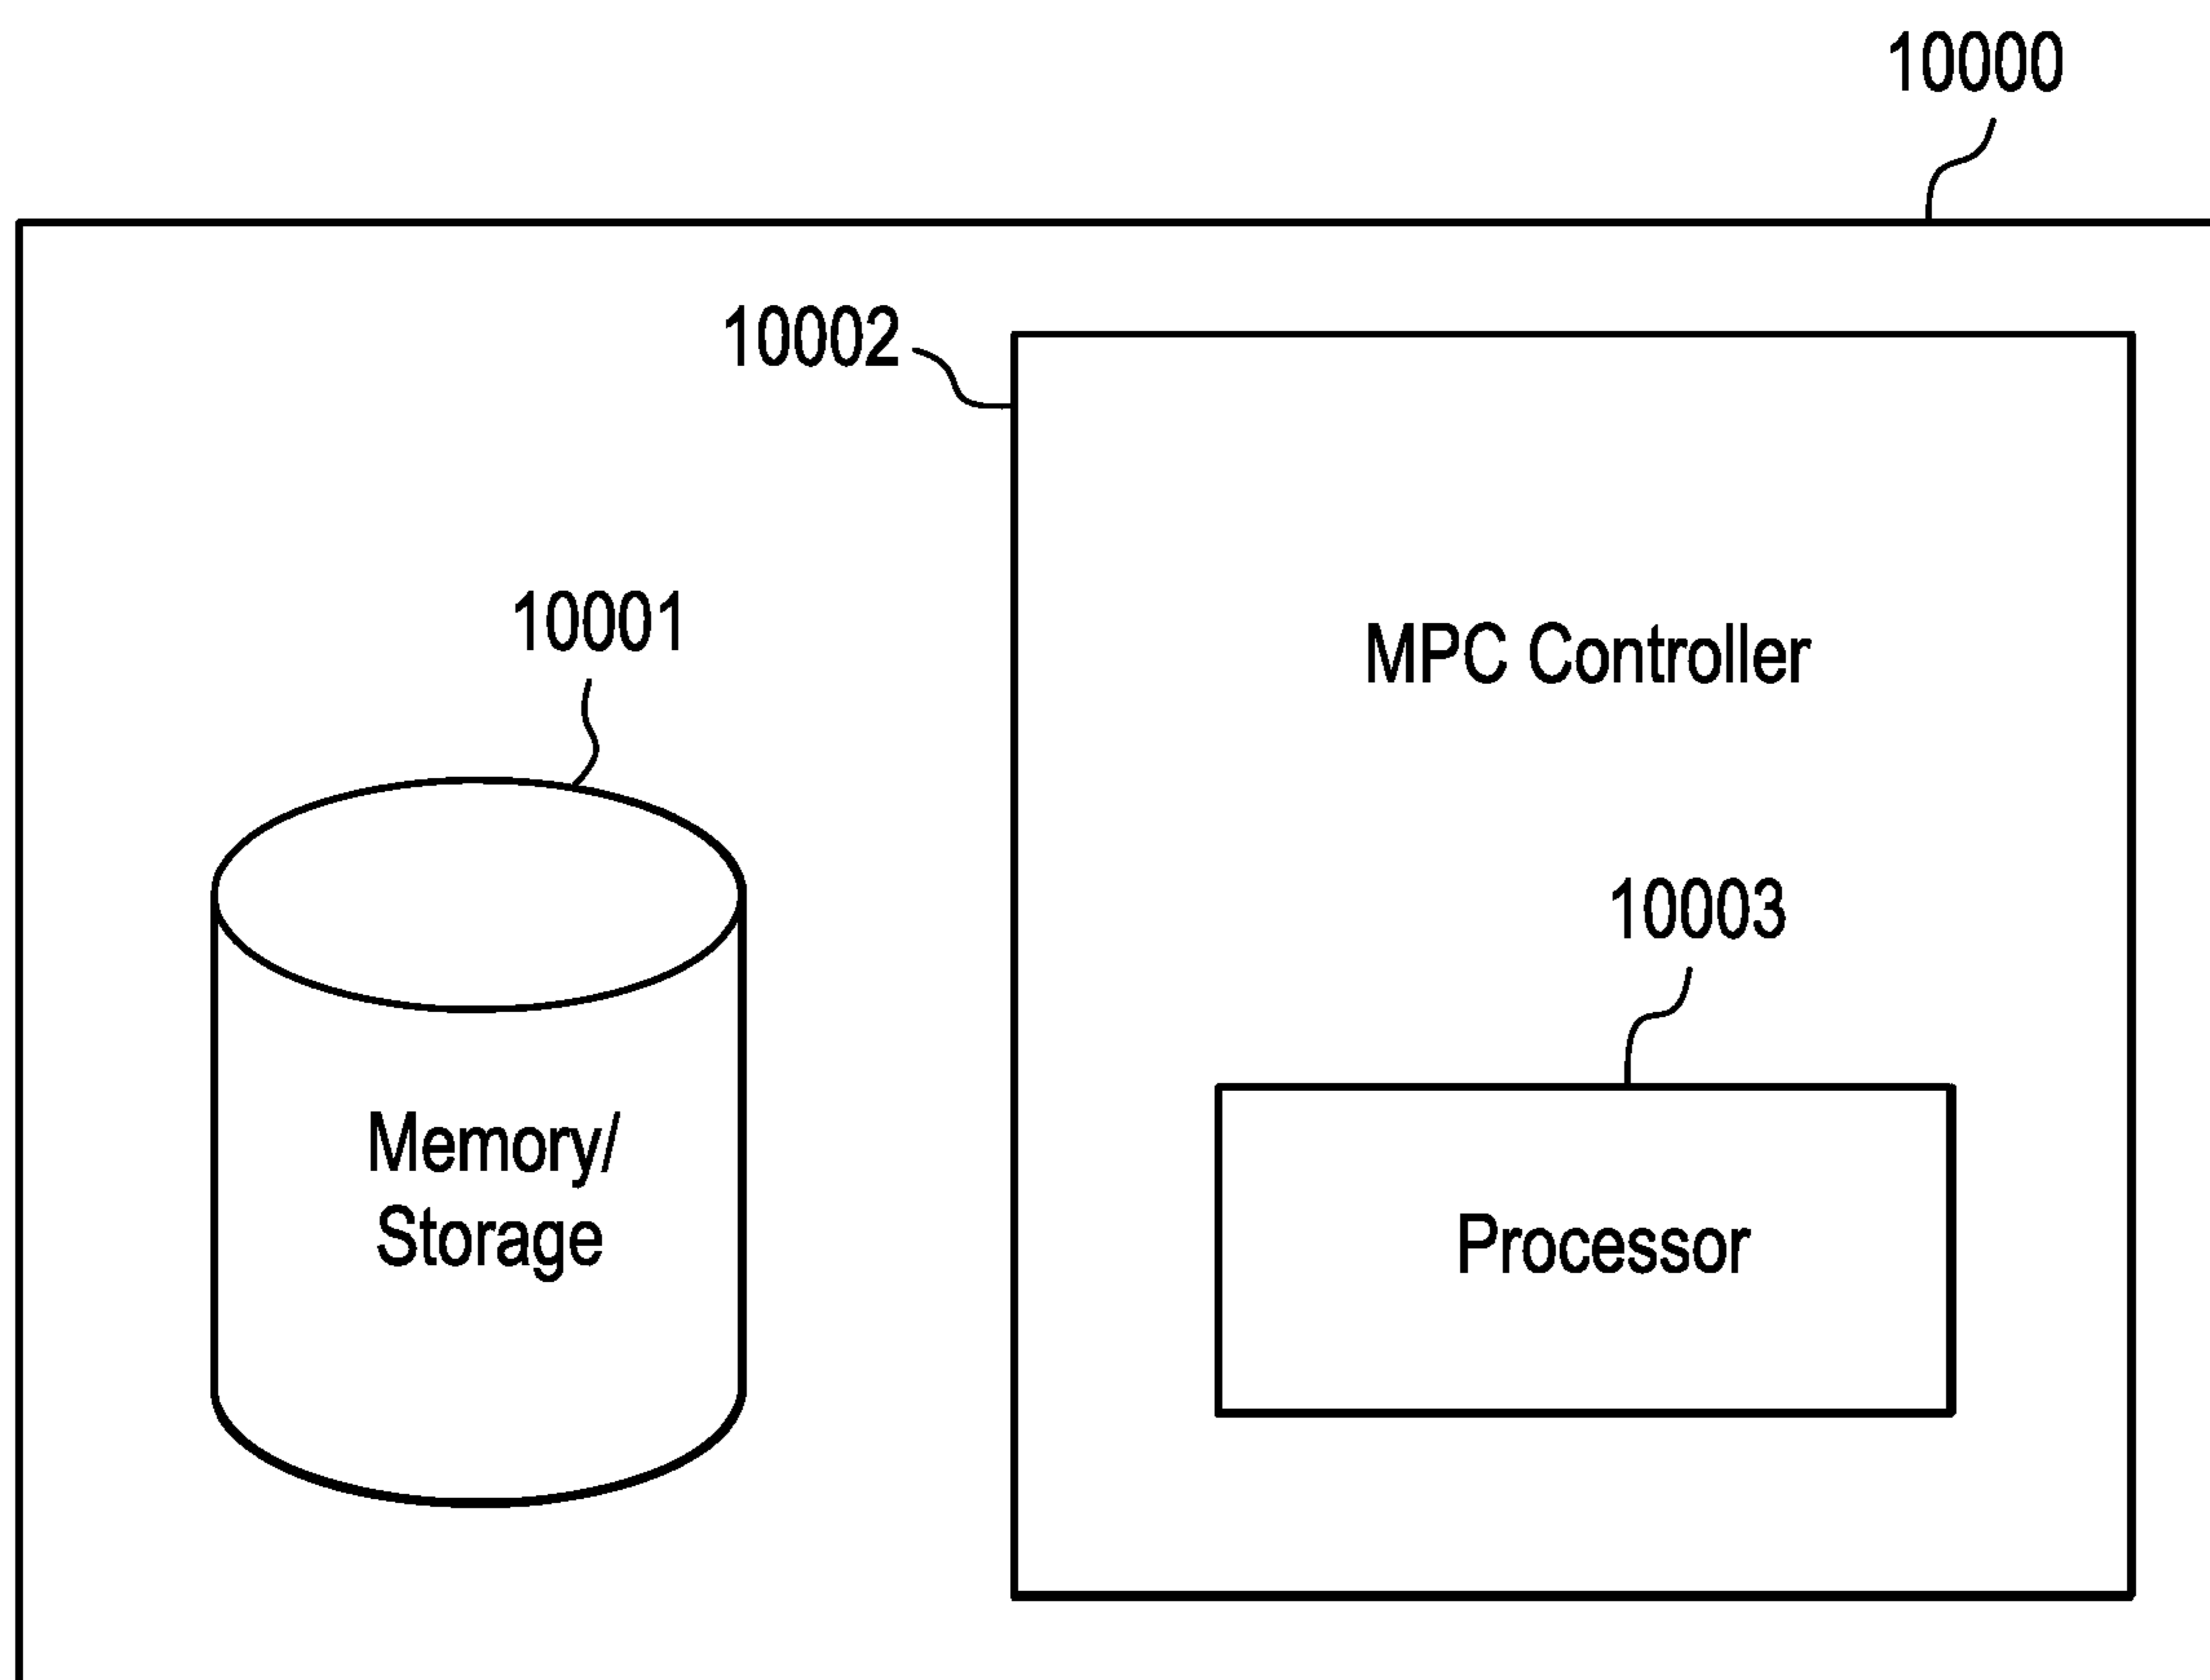 10000
10002
10001
MPC Controller
10003
Memory/
Storage
Processor